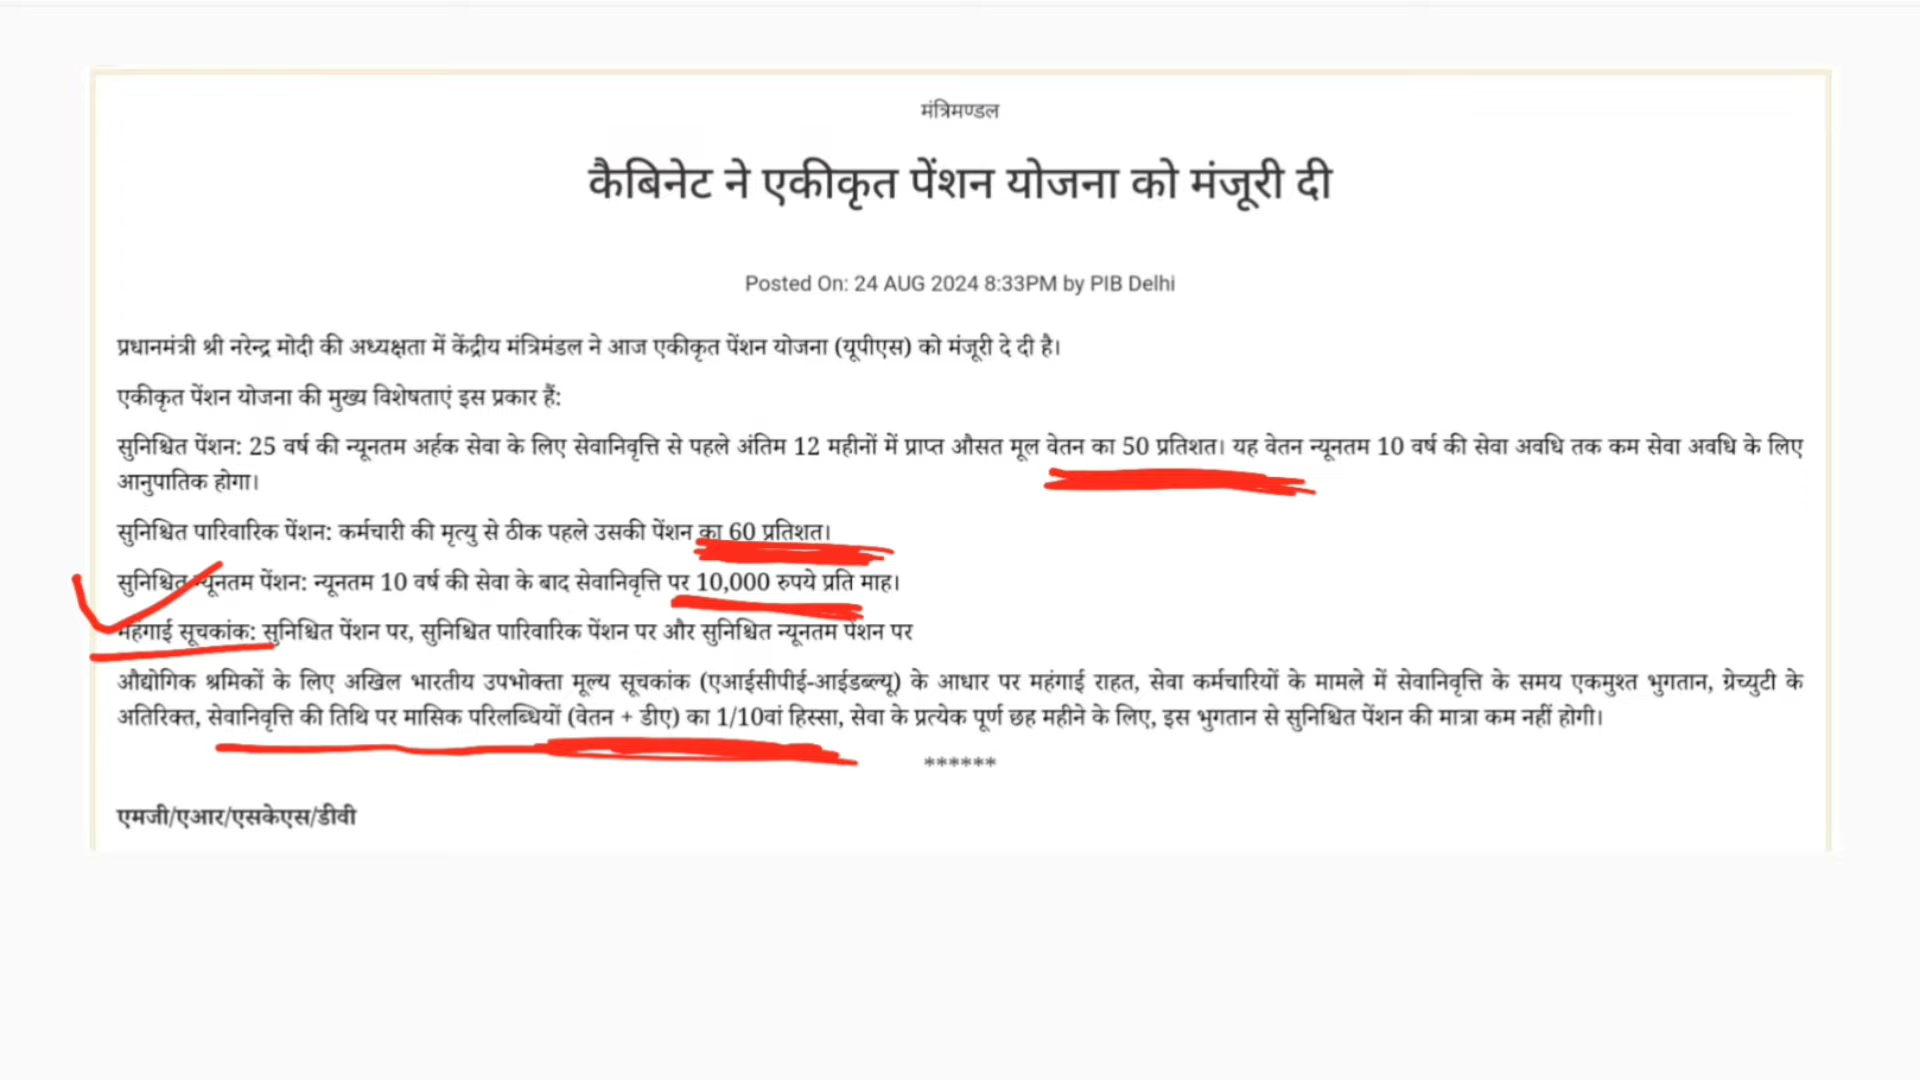 मंत्रिमण्डल
कैबिनेट ने एकीकृत पेंशन योजना को मंजूरी दी
Posted On: 24 AUG 2024 8:33PM by PIB Delhi
प्रधानमंत्री श्री नरेन्द्र मोदी की अध्यक्षता में केंद्रीय मंत्रिमंडल ने आज एकीकृत पेंशन योजना (यूपीएस) को मंजूरी दे दी है।
एकीकृत पेंशन योजना की मुख्य विशेषताएं इस प्रकार हैं:
सुनिश्चित पेंशन: 25 वर्ष की न्यूनतम अर्हक सेवा के लिए सेवानिवृत्ति से पहले अंतिम 12 महीनों में प्राप्त औसत मूल वेतन का 50 प्रतिशत। यह वेतन न्यूनतम 10 वर्ष की सेवा अवधि तक कम सेवा अवधि के लिए
आनुपातिक होगा।
सुनिश्चित पारिवारिक पेंशन: कर्मचारी की मृत्यु से ठीक पहले उसकी पेंशन का 60 प्रतिशत।
सुनिश्चित न्यूनतम पेंशन: न्यूनतम 10 वर्ष की सेवा के बाद सेवानिवृत्ति पर 10,000 रुपये प्रति माह।
महंगाई सूचकांक: सुनिश्चित पेंशन पर, सुनिश्चित पारिवारिक पेंशन पर और सुनिश्चित न्यूनतम पेंशन पर
औद्योगिक श्रमिकों के लिए अखिल भारतीय उपभोक्ता मूल्य सूचकांक (एआईसीपीई-आईडब्ल्यू) के आधार पर महंगाई राहत, सेवा कर्मचारियों के मामले में सेवानिवृत्ति के समय एकमुश्त भुगतान, ग्रेच्युटी के
अतिरिक्त, सेवानिवृत्ति की तिथि पर मासिक परिलब्धियों (वेतन + डीए) का 1/10वां हिस्सा, सेवा के प्रत्येक पूर्ण छह महीने के लिए, इस भुगतान से सुनिश्चित पेंशन की मात्रा कम नहीं होगी।
******
एमजी/एआर/एसकेएस/डीवी